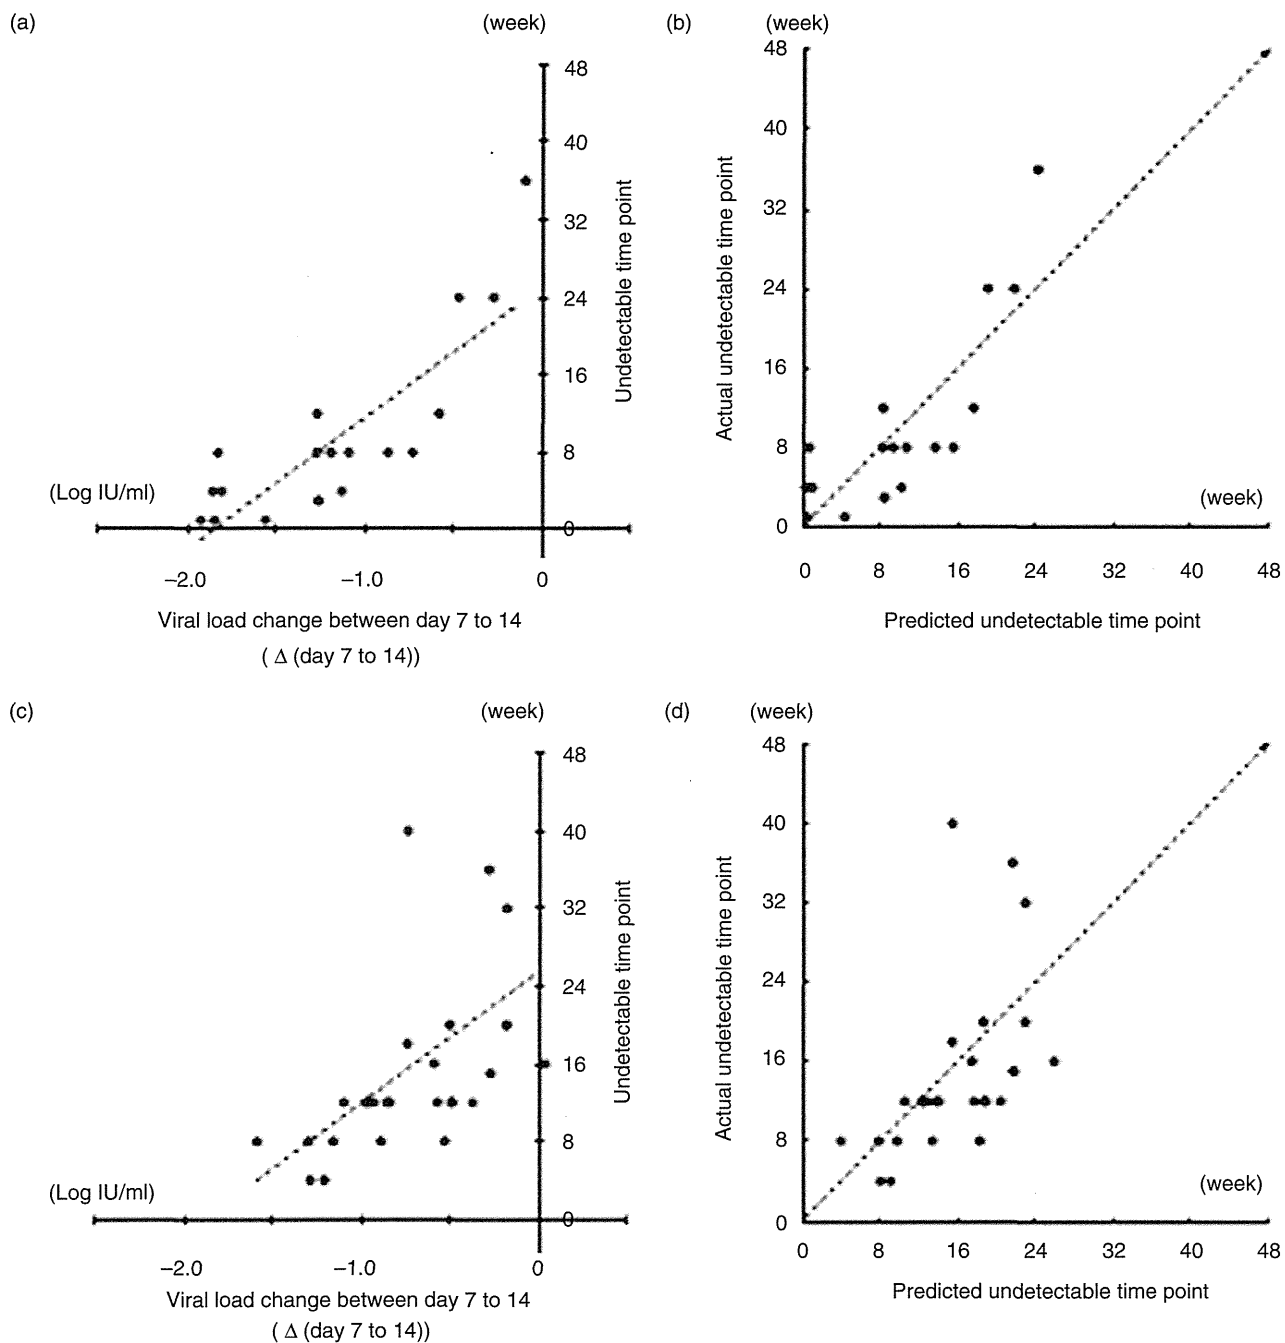 (a)
(week)
48
40
32
24
16
8
0
Undetectable time point
(Log IU/ml)
−2.0 −1.0 0
Viral load change between day 7 to 14
( Δ (day 7 to 14))
(b)
(week)
48
40
32
24
16
8
0
Actual undetectable time point
(week)
0 8 16 24 32 40 48
Predicted undetectable time point
(c)
(week)
48
40
32
24
16
8
0
Undetectable time point
(Log IU/ml)
−2.0 −1.0 0
Viral load change between day 7 to 14
( Δ (day 7 to 14))
(d)
(week)
48
40
32
24
16
8
0
Actual undetectable time point
(week)
0 8 16 24 32 40 48
Predicted undetectable time point